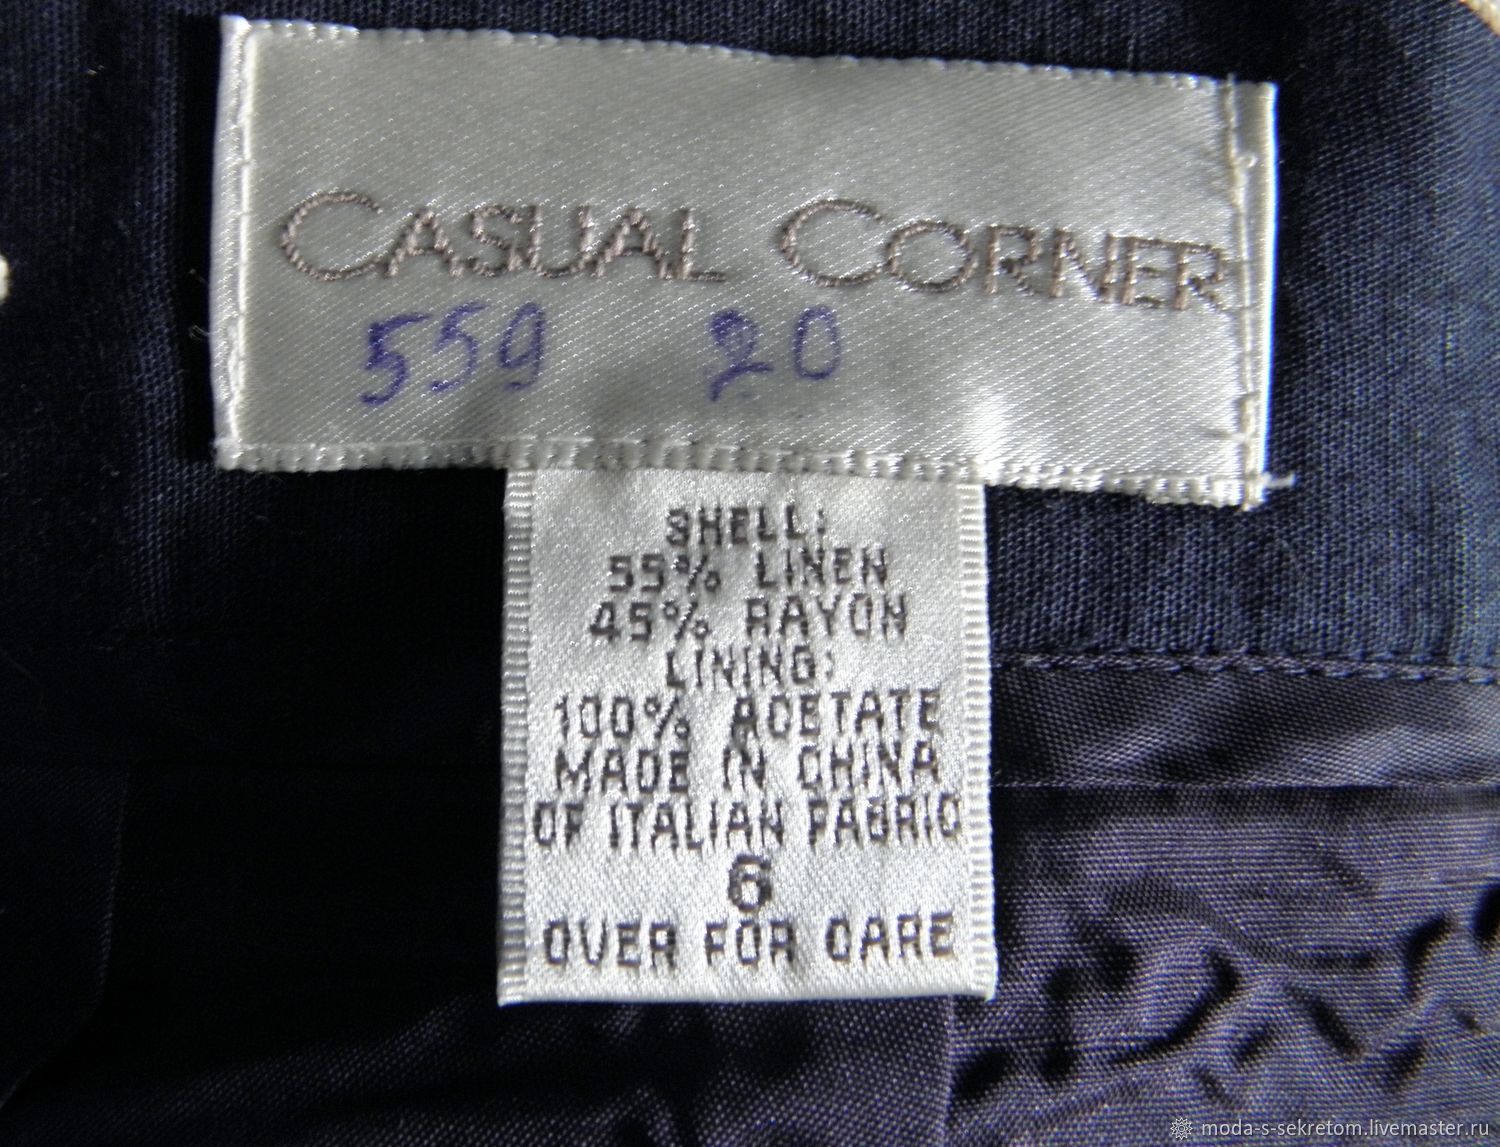 CASUAL CORNER
559 20
SHELL:
55% LINEN
45% RAYON
LINING:
100% ACETATE
MADE IN CHINA
OF ITALIAN FABRIC
6
OVER FOR CARE
moda-s-sekretom.livemaster.ru